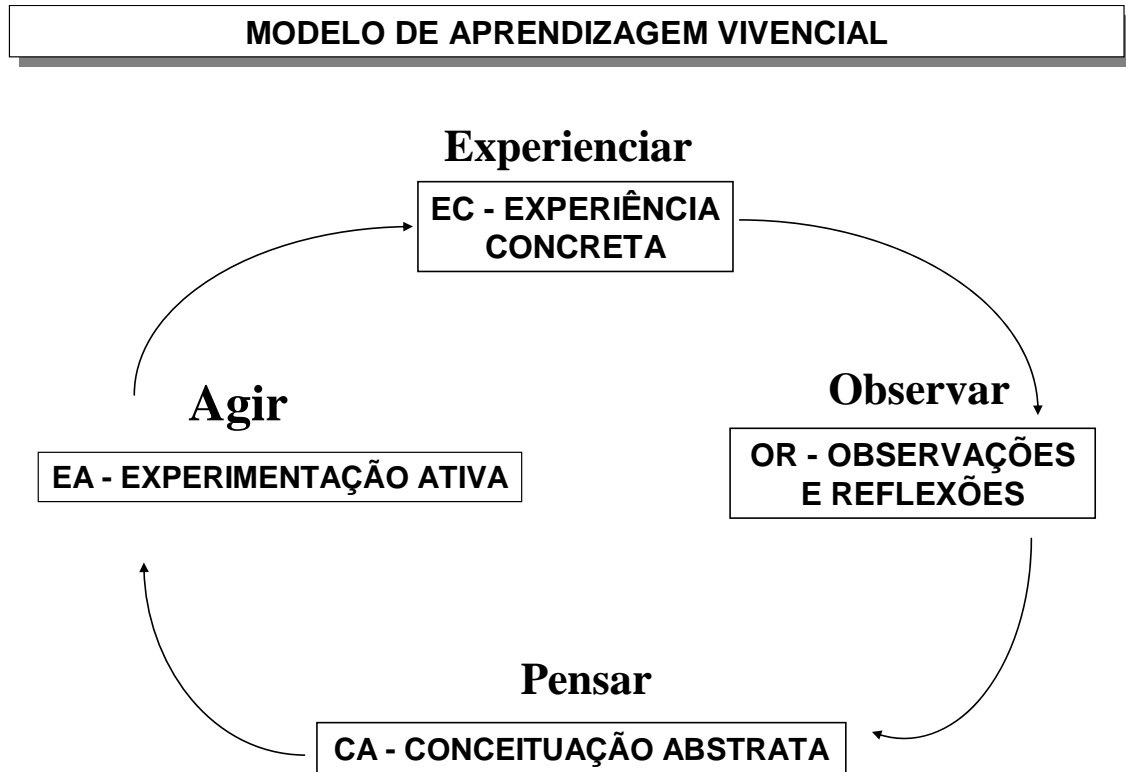 MODELO DE APRENDIZAGEM VIVENCIAL
Experienciar
EC - EXPERIÊNCIA
CONCRETA
Observar
OR - OBSERVAÇÕES
E REFLEXÕES
Pensar
CA - CONCEITUAÇÃO ABSTRATA
Agir
EA - EXPERIMENTAÇÃO ATIVA